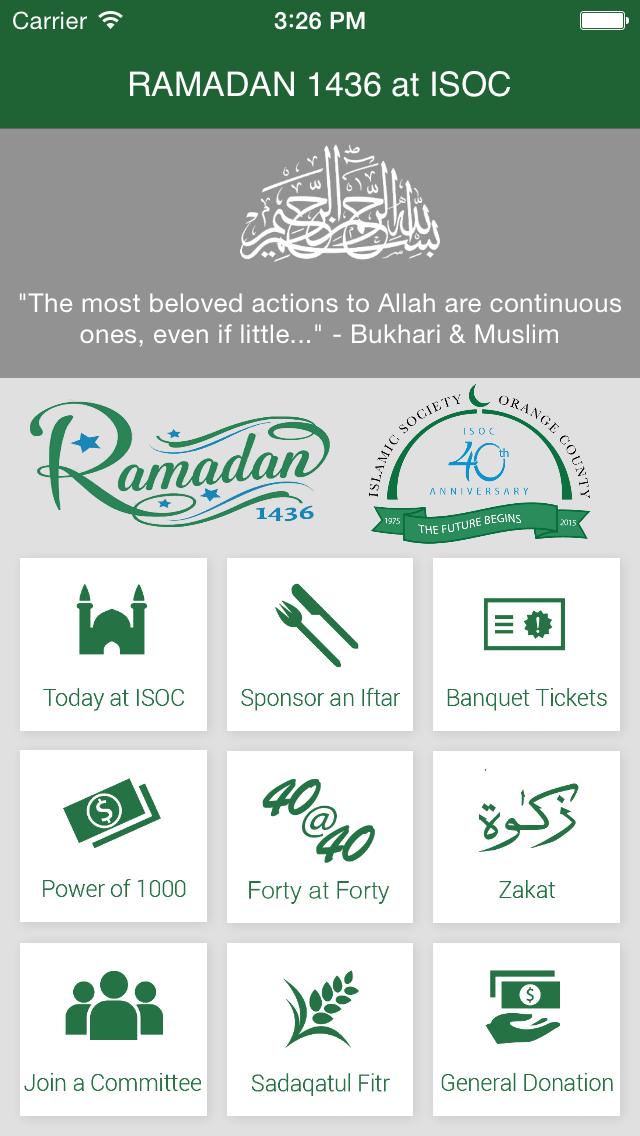 Carrier 3:26 PM
RAMADAN 1436 at ISOC
بسم الله الرحمن الرحيم
"The most beloved actions to Allah are continuous
ones, even if little..." - Bukhari & Muslim
Ramadan
1436
ISLAMIC SOCIETY ORANGE COUNTY
ISOC
40th
ANNIVERSARY
1975 THE FUTURE BEGINS 2015
Today at ISOC
Sponsor an Iftar
Banquet Tickets
$
40
@
40
زكوة
Power of 1000
Forty at Forty
Zakat
$
Join a Committee
Sadaqatul Fitr
General Donation